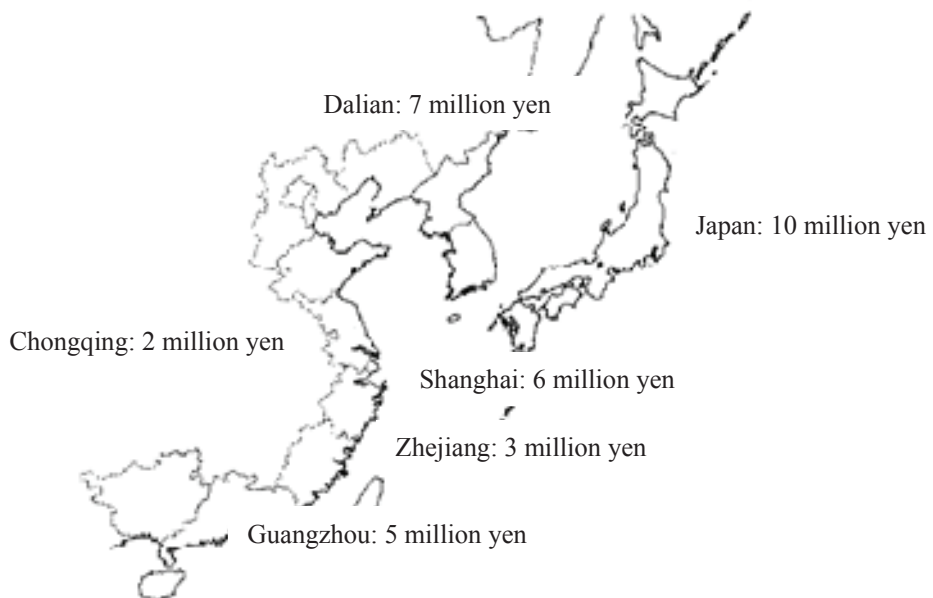 Dalian: 7 million yen
Japan: 10 million yen
Chongqing: 2 million yen
Shanghai: 6 million yen
Zhejiang: 3 million yen
Guangzhou: 5 million yen